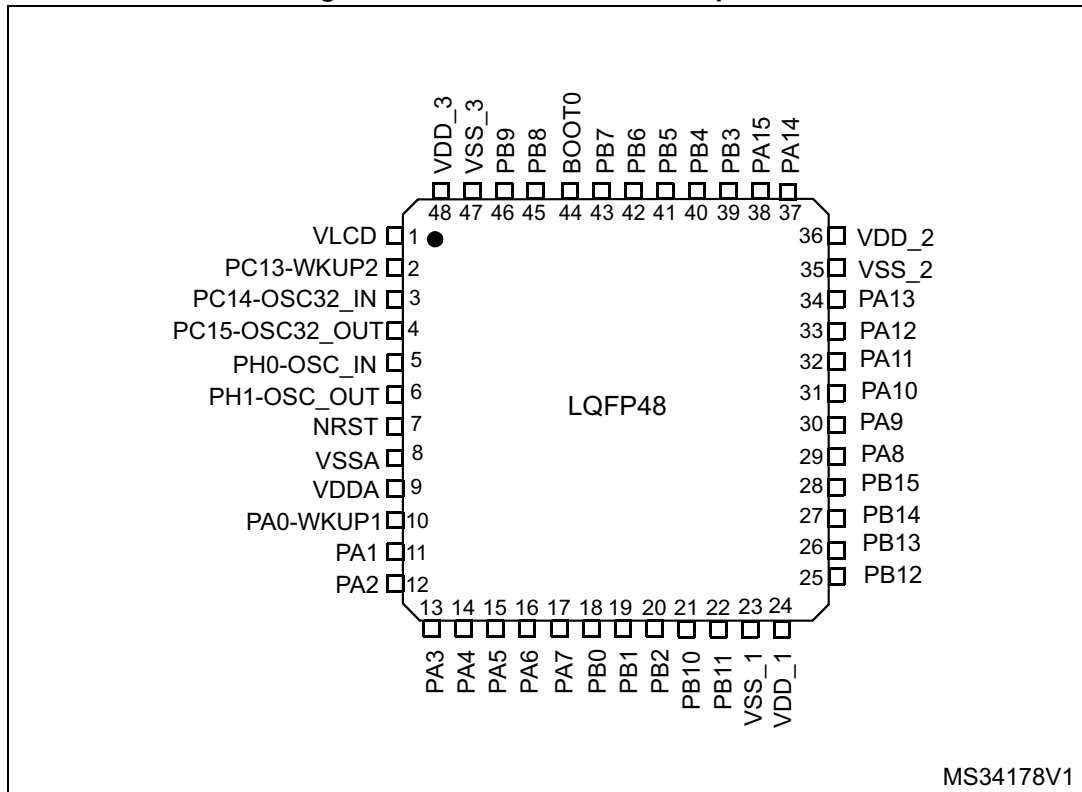 VDD_3
VSS_3
PB9
PB8
BOOT0
PB7
PB6
PB5
PB4
PB3
PA15
PA14
48 47 46 45 44 43 42 41 40 39 38 37
VLCD 1
PC13-WKUP2 2
PC14-OSC32_IN 3
PC15-OSC32_OUT 4
PH0-OSC_IN 5
PH1-OSC_OUT 6
NRST 7
VSSA 8
VDDA 9
PA0-WKUP1 10
PA1 11
PA2 12
LQFP48
36 VDD_2
35 VSS_2
34 PA13
33 PA12
32 PA11
31 PA10
30 PA9
29 PA8
28 PB15
27 PB14
26 PB13
25 PB12
13 14 15 16 17 18 19 20 21 22 23 24
PA3
PA4
PA5
PA6
PA7
PB0
PB1
PB2
PB10
PB11
VSS_1
VDD_1
MS34178V1